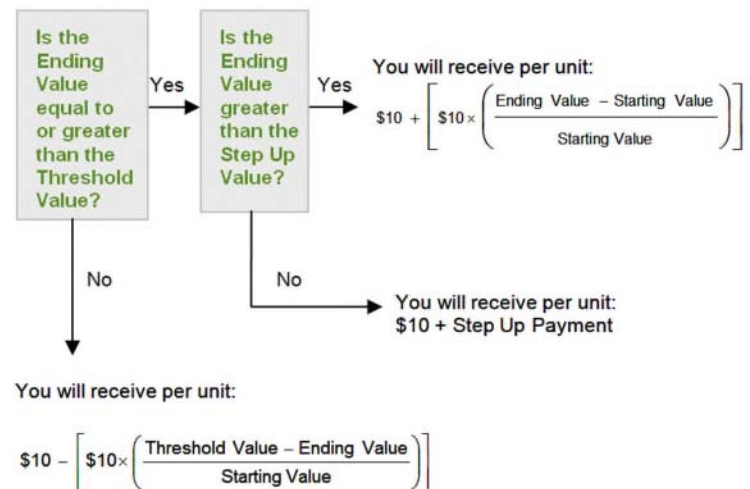 Is the
Ending
Value
equal to
or greater
than the
Threshold
Value?
Yes
Is the
Ending
Value
greater
than the
Step Up
Value?
Yes
You will receive per unit:
$10 + [ $10 × ( Ending Value – Starting Value
Starting Value ) ]
No
No
You will receive per unit:
$10 + Step Up Payment
You will receive per unit:
$10 – [ $10× ( Threshold Value – Ending Value
Starting Value ) ]